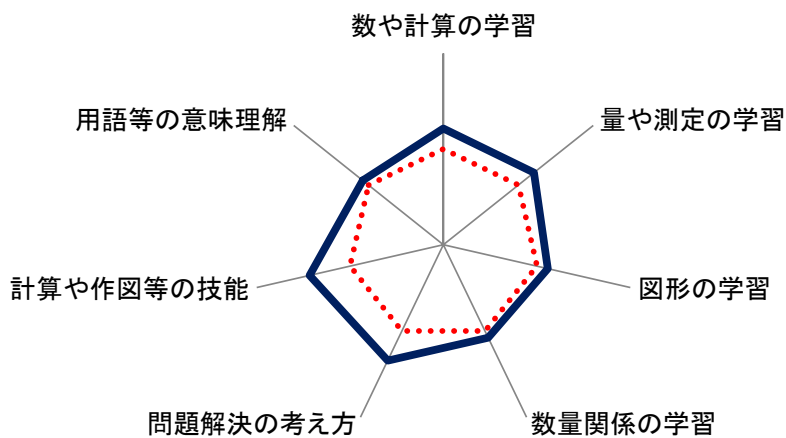 数や計算の学習
量や測定の学習
図形の学習
数量関係の学習
問題解決の考え方
計算や作図等の技能
用語等の意味理解